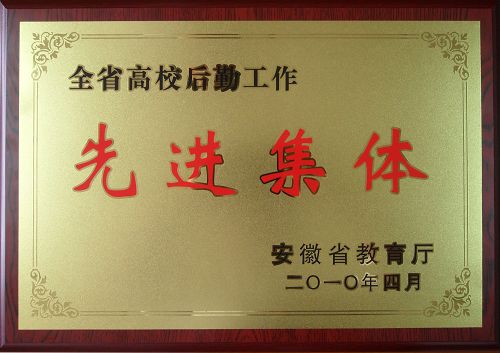 全省高校后勤工作
先进集体
安徽省教育厅
二〇一〇年四月